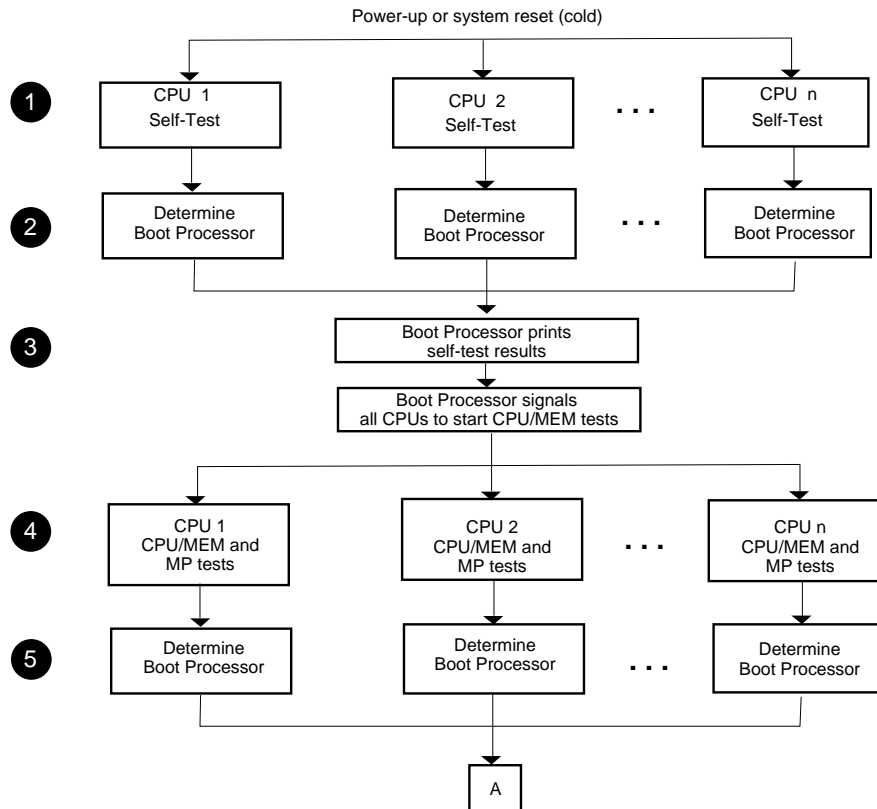 Power-up or system reset (cold)
1
CPU 1
Self-Test
CPU 2
Self-Test
. . .
CPU n
Self-Test
2
Determine
Boot Processor
Determine
Boot Processor
. . .
Determine
Boot Processor
3
Boot Processor prints
self-test results
Boot Processor signals
all CPUs to start CPU/MEM tests
4
CPU 1
CPU/MEM and
MP tests
CPU 2
CPU/MEM and
MP tests
. . .
CPU n
CPU/MEM and
MP tests
5
Determine
Boot Processor
Determine
Boot Processor
. . .
Determine
Boot Processor
A